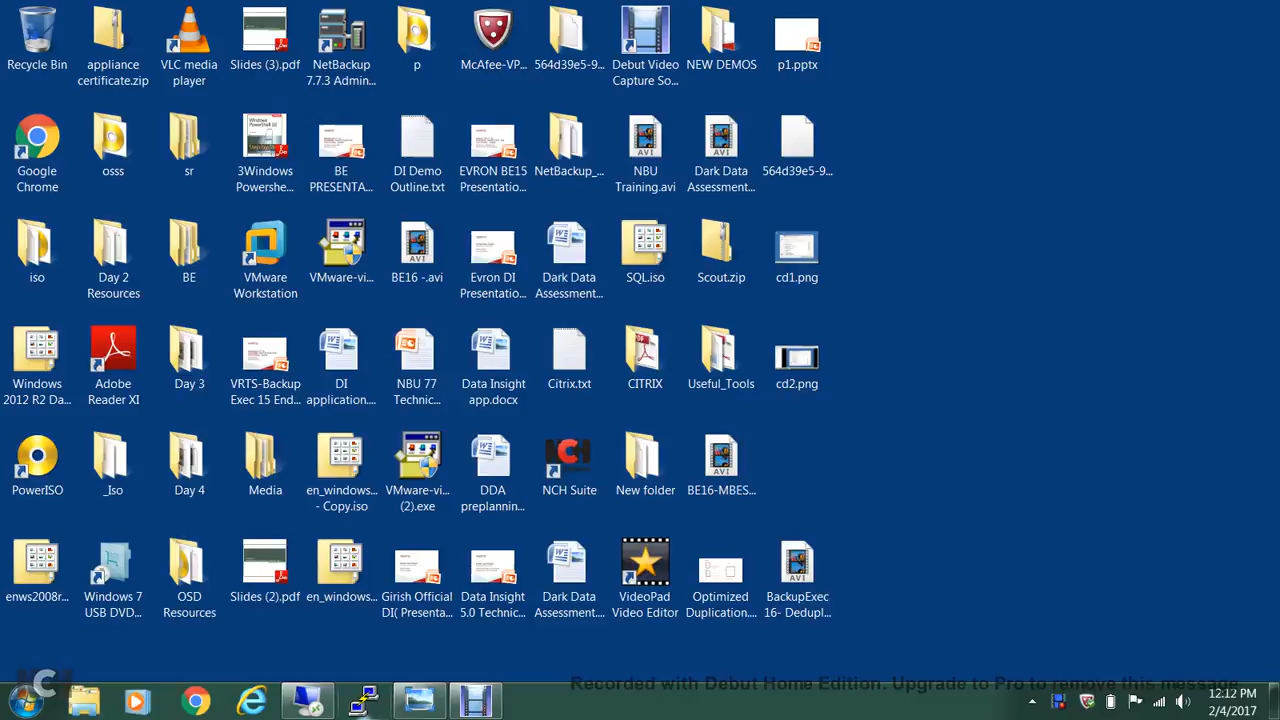 Recycle Bin
appliance
certificate.zip
VLC media
player
Slides (3).pdf
NetBackup
7.7.3 Admin...
p
McAfee-VP...
564d39e5-9...
Debut Video
Capture So...
NEW DEMOS
p1.pptx
Google
Chrome
osss
sr
3Windows
Powershe...
BE
PRESENTA...
DI Demo
Outline.txt
EVRON BE15
Presentatio...
NetBackup_...
NBU
Training.avi
Dark Data
Assessment...
564d39e5-9...
iso
Day 2
Resources
BE
VMware
Workstation
VMware-vi...
BE16 -.avi
Evron DI
Presentatio...
Dark Data
Assessment...
SQL.iso
Scout.zip
cd1.png
Windows
2012 R2 Da...
Adobe
Reader XI
Day 3
VRTS-Backup
Exec 15 End...
DI
application....
NBU 77
Technic...
Data Insight
app.docx
Citrix.txt
CITRIX
Useful_Tools
cd2.png
PowerISO
_Iso
Day 4
Media
en_windows...
- Copy.iso
VMware-vi...
(2).exe
DDA
preplannin...
NCH Suite
New folder
BE16-MBES...
enws2008r...
Windows 7
USB DVD...
OSD
Resources
Slides (2).pdf
en_windows...
Girish Official
DI( Presenta...
Data Insight
5.0 Technic...
Dark Data
Assessment...
VideoPad
Video Editor
Optimized
Duplication....
BackupExec
16- Dedupl...
Recorded with Debut Home Edition. Upgrade to Pro to remove this message
12:12 PM
2/4/2017